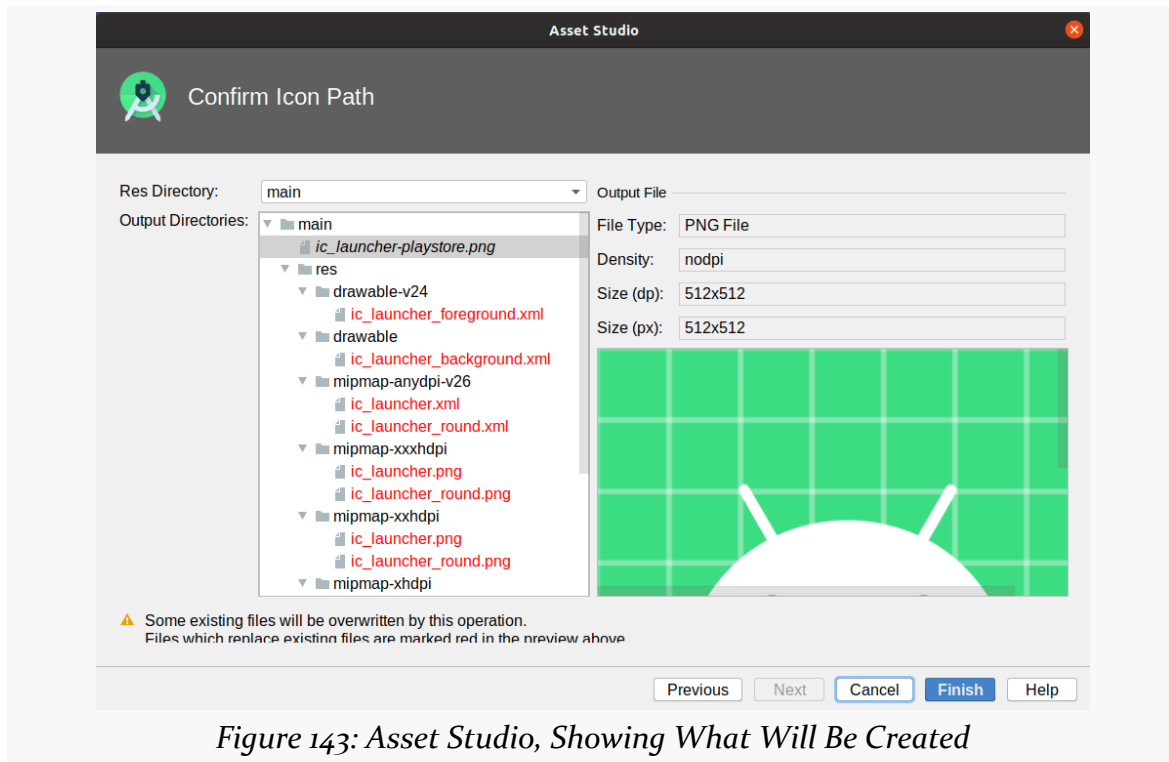 Asset Studio
Confirm Icon Path
Res Directory:
main
Output Directories:
main
ic_launcher-playstore.png
res
drawable-v24
ic_launcher_foreground.xml
drawable
ic_launcher_background.xml
mipmap-anydpi-v26
ic_launcher.xml
ic_launcher_round.xml
mipmap-xxxhdpi
ic_launcher.png
ic_launcher_round.png
mipmap-xxhdpi
ic_launcher.png
ic_launcher_round.png
mipmap-xhdpi
Output File
File Type: PNG File
Density: nodpi
Size (dp): 512x512
Size (px): 512x512
Some existing files will be overwritten by this operation.
Files which replace existing files are marked red in the preview above
Previous Next Cancel Finish Help
Figure 143: Asset Studio, Showing What Will Be Created